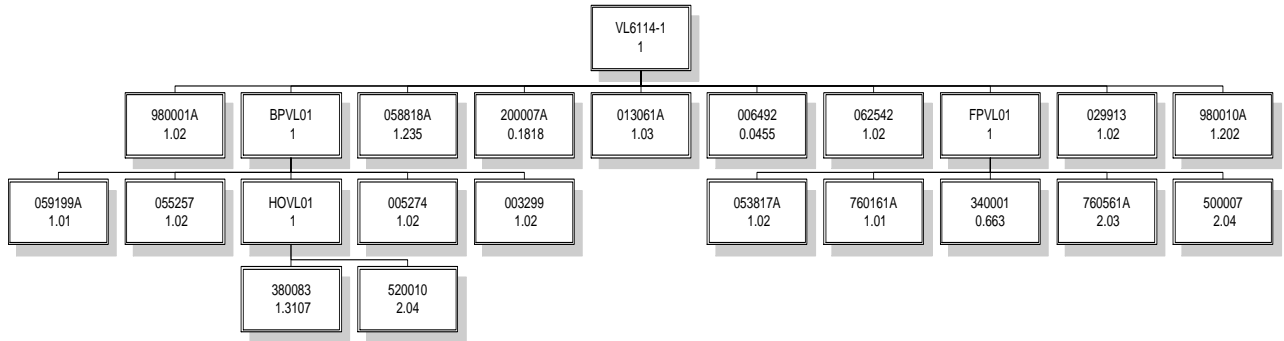 VL6114-1
1
980001A
1.02
BPVL01
1
058818A
1.235
200007A
0.1818
013061A
1.03
006492
0.0455
062542
1.02
FPVL01
1
029913
1.02
980010A
1.202
059199A
1.01
055257
1.02
HOVL01
1
005274
1.02
003299
1.02
053817A
1.02
760161A
1.01
340001
0.663
760561A
2.03
500007
2.04
380083
1.3107
520010
2.04